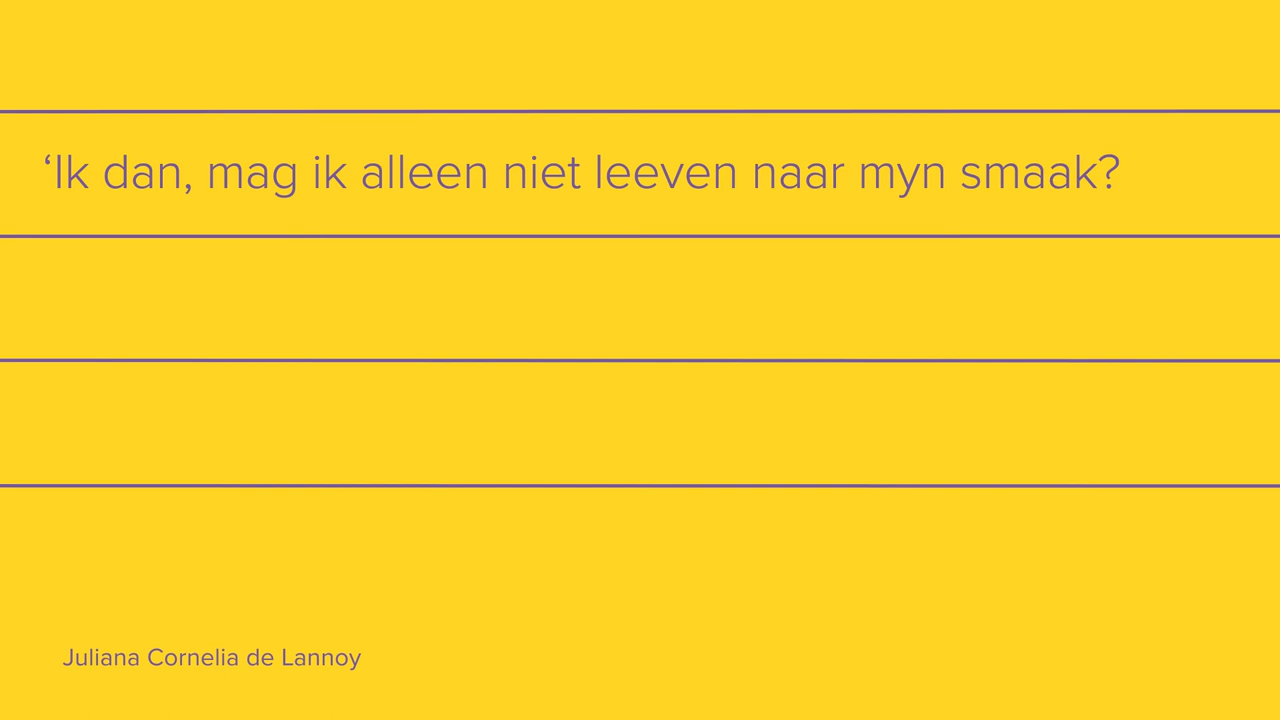 ‘Ik dan, mag ik alleen niet leeven naar myn smaak?
Juliana Cornelia de Lannoy